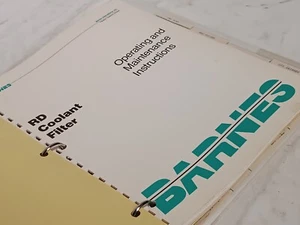 Operating and
Maintenance
Instructions
RD
Coolant
Filter
BARNES